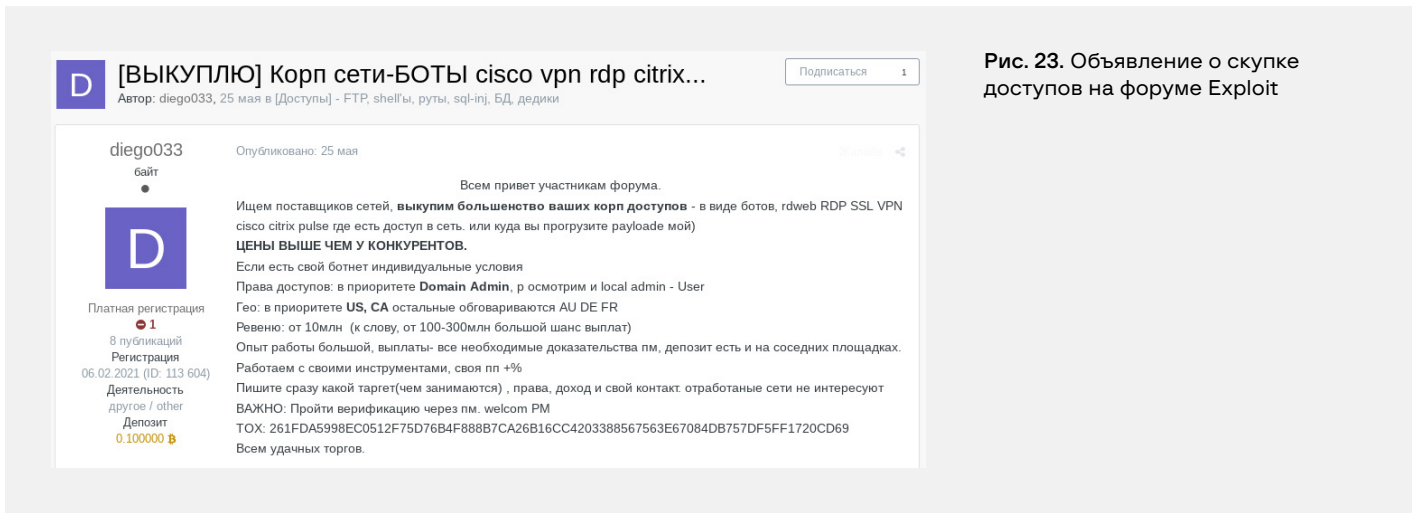 D
[ВЫКУПЛЮ] Корп сети-БОТЫ cisco vpn rdp citrix...
Автор: diego033, 25 мая в [Доступы] - FTP, shell'ы, руты, sql-inj, БД, дедики
Подписаться 1
diego033
байт
D
Платная регистрация
1
8 публикаций
Регистрация
06.02.2021 (ID: 113 604)
Деятельность
другое / other
Депозит
0.100000
Опубликовано: 25 мая
Всем привет участникам форума.
Ищем поставщиков сетей, выкупим большенство ваших корп доступов - в виде ботов, rdweb RDP SSL VPN
cisco citrix pulse где есть доступ в сеть. или куда вы прогрузите payloade мой)
ЦЕНЫ ВЫШЕ ЧЕМ У КОНКУРЕНТОВ.
Если есть свой ботнет индивидуальные условия
Права доступов: в приоритете Domain Admin, р осмотрим и local admin - User
Гео: в приоритете US, CA остальные обговариваются AU DE FR
Ревеню: от 10млн (к слову, от 100-300млн большой шанс выплат)
Опыт работы большой, выплаты- все необходимые доказательства пм, депозит есть и на соседних площадках.
Работаем с своими инструментами, своя пп +%
Пишите сразу какой таргет(чем занимаются) , права, доход и свой контакт. отработаные сети не интересуют
ВАЖНО: Пройти верификацию через пм. welcom PM
TOX: 261FDA5998EC0512F75D76B4F888B7CA26B16CC4203388567563E67084DB757DF5FF1720CD69
Всем удачных торгов.
Рис. 23. Объявление о скупке
доступов на форуме Exploit